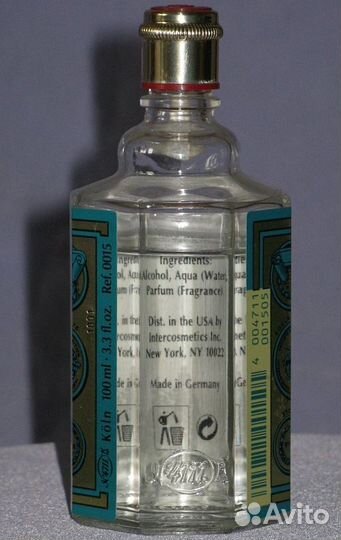 Ingredients:
Alcohol, Aqua (Water)
Parfum (Fragrance)
Dist. in the USA by
Intercosmetics Inc.
New York, NY 10022
Made in Germany
4711
Köln 100 ml · 3.3 fl.oz. Ref. 0015
4 004711 001505
Avito